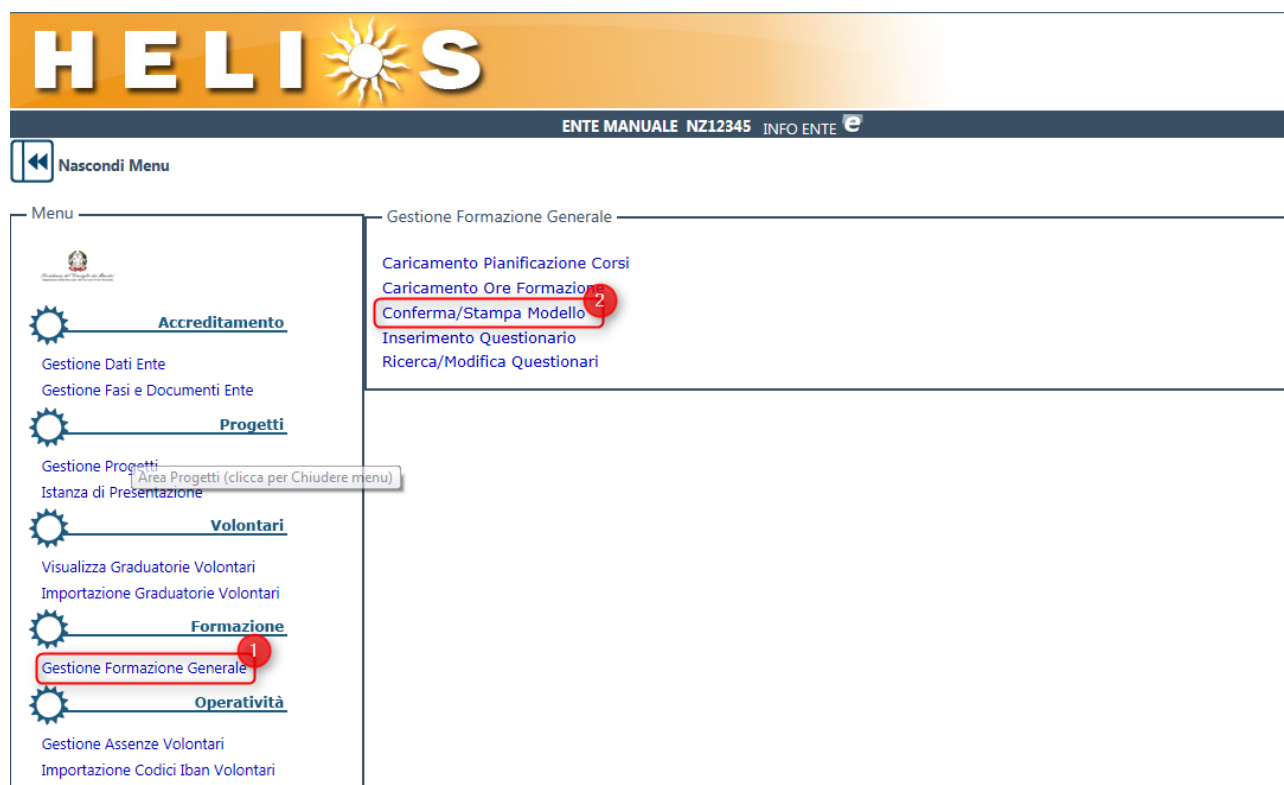 HELIOS
ENTE MANUALE NZ12345 INFO ENTE
Nascondi Menu
Menu
Accreditamento
Gestione Dati Ente
Gestione Fasi e Documenti Ente
Progetti
Gestione Progetti
Area Progetti (clicca per Chiudere menu)
Istanza di Presentazione
Volontari
Visualizza Graduatorie Volontari
Importazione Graduatorie Volontari
Formazione
1
Gestione Formazione Generale
Operatività
Gestione Assenze Volontari
Importazione Codici Iban Volontari
Gestione Formazione Generale
Caricamento Pianificazione Corsi
Caricamento Ore Formazione
2
Conferma/Stampa Modello
Inserimento Questionario
Ricerca/Modifica Questionari